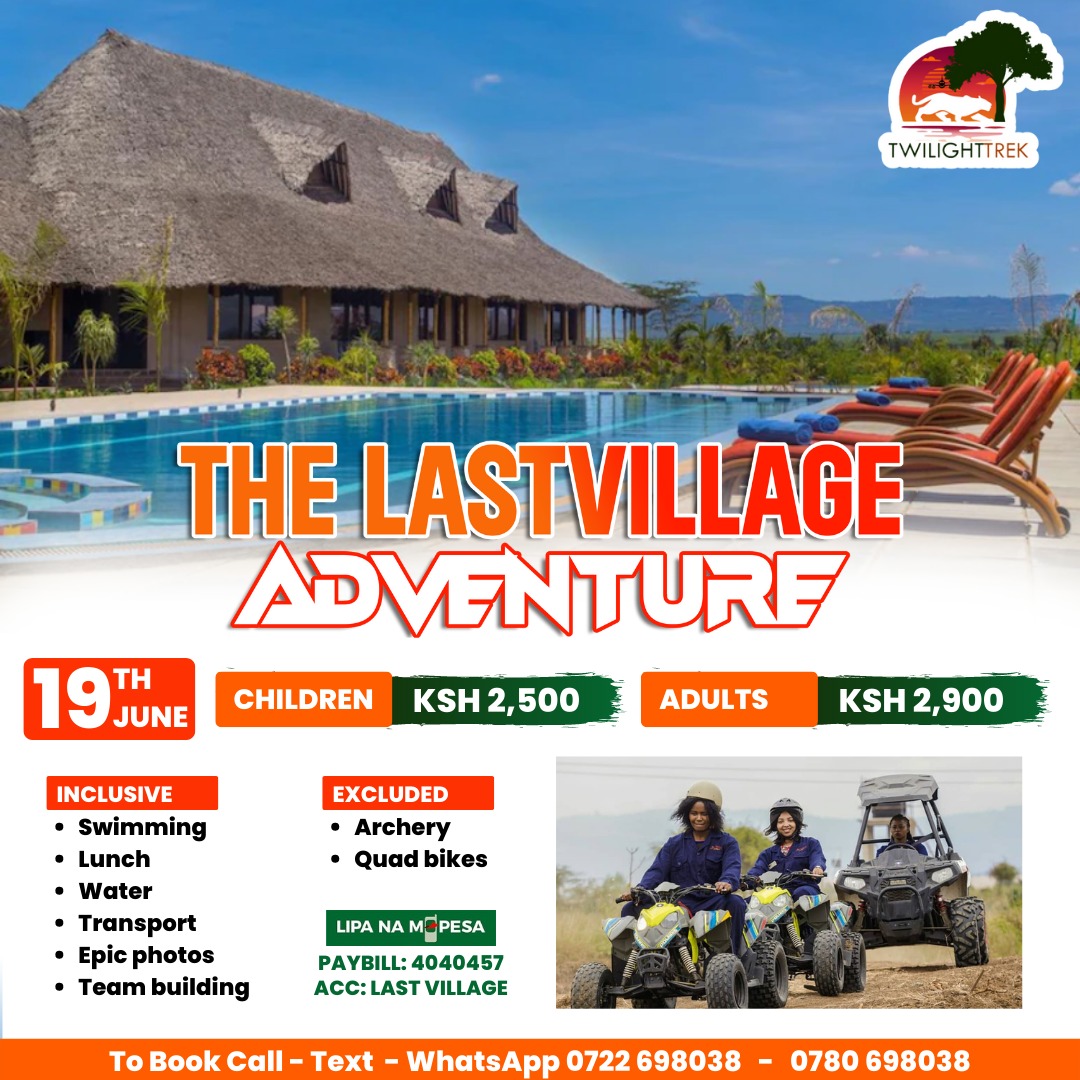 TWILIGHTTREK
THE LASTVILLAGE
ADVENTURE
19TH JUNE
CHILDREN KSH 2,500
ADULTS KSH 2,900
INCLUSIVE
• Swimming
• Lunch
• Water
• Transport
• Epic photos
• Team building
EXCLUDED
• Archery
• Quad bikes
LIPA NA M-PESA
PAYBILL: 4040457
ACC: LAST VILLAGE
To Book Call - Text - WhatsApp 0722 698038 - 0780 698038